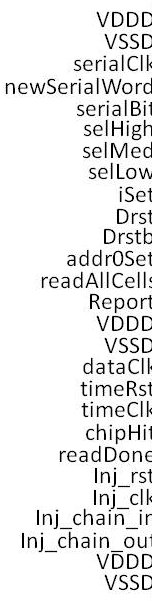 VDDD
VSSD
serialClk
newSerialWord
serialBit
selHigh
selMed
selLow
iSet
Drst
Drstb
addr0Set
readAllCells
Report
VDDD
VSSD
dataClk
timeRst
timeClk
chipHit
readDone
Inj_rst
Inj_clk
Inj_chain_in
Inj_chain_out
VDDD
VSSD